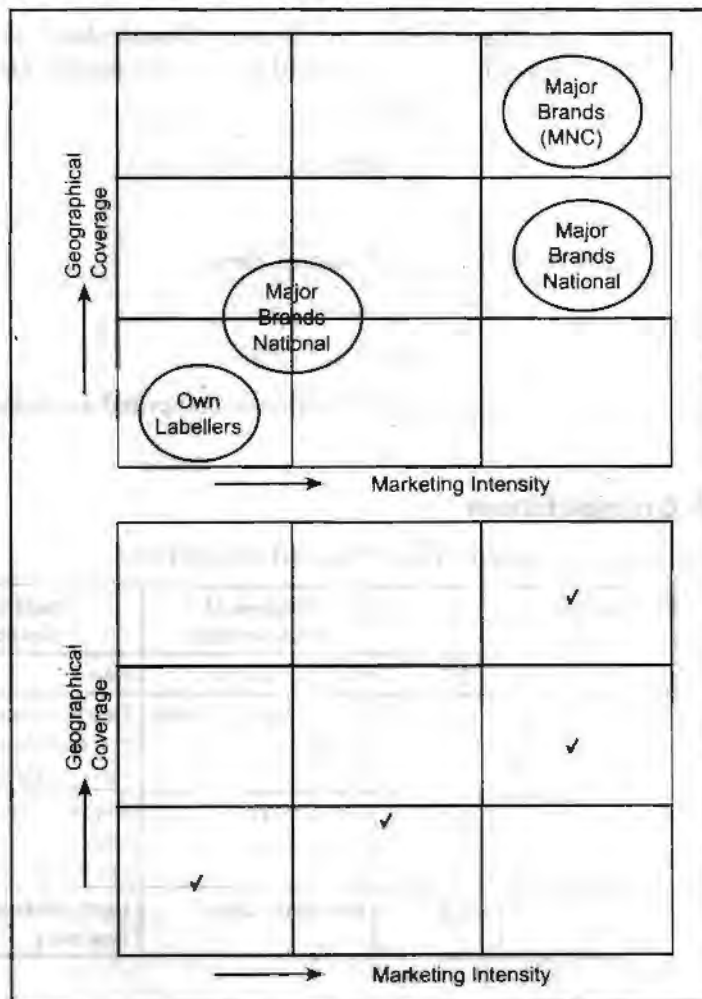 Major
Brands
(MNC)
Major
Brands
National
Major
Brands
National
Own
Labellers
Geographical
Coverage
Marketing Intensity
✓
✓
✓
✓
Geographical
Coverage
Marketing Intensity